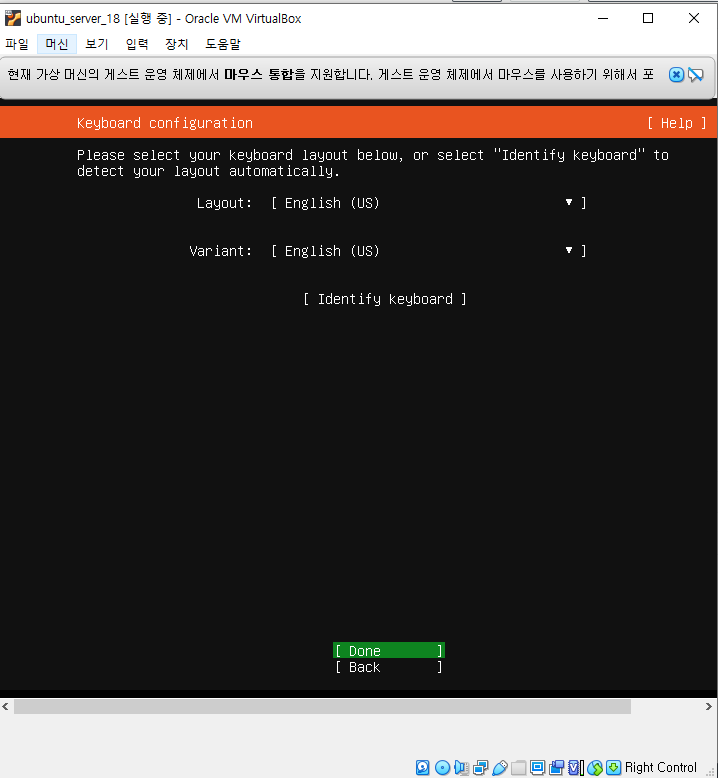 ubuntu_server_18 [실행 중] - Oracle VM VirtualBox
파일 머신 보기 입력 장치 도움말
현재 가상 머신의 게스트 운영 체제에서 마우스 통합을 지원합니다. 게스트 운영 체제에서 마우스를 사용하기 위해서 포
Keyboard configuration [ Help ]
Please select your keyboard layout below, or select "Identify keyboard" to
detect your layout automatically.
Layout: [ English (US) ▾ ]
Variant: [ English (US) ▾ ]
[ Identify keyboard ]
[ Done ]
[ Back ]
Right Control